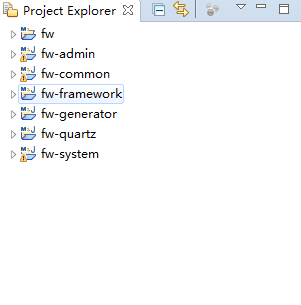 Project Explorer
fw
fw-admin
fw-common
fw-framework
fw-generator
fw-quartz
fw-system